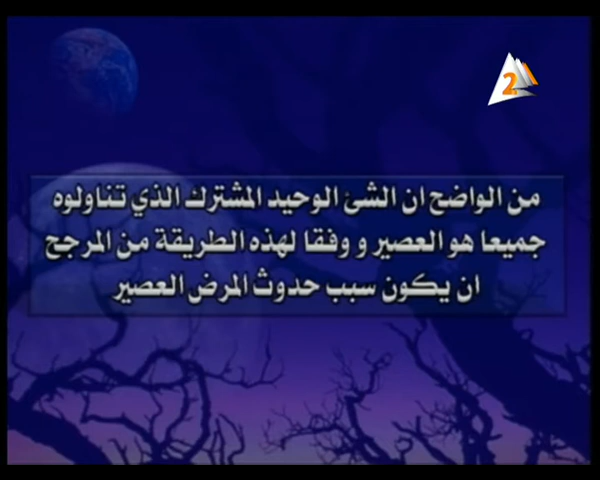 2
من الواضح ان الشئ الوحيد المشترك الذي تناولوه
جميعا هو العصير و وفقا لهذه الطريقة من المرجح
ان يكون سبب حدوث المرض العصير